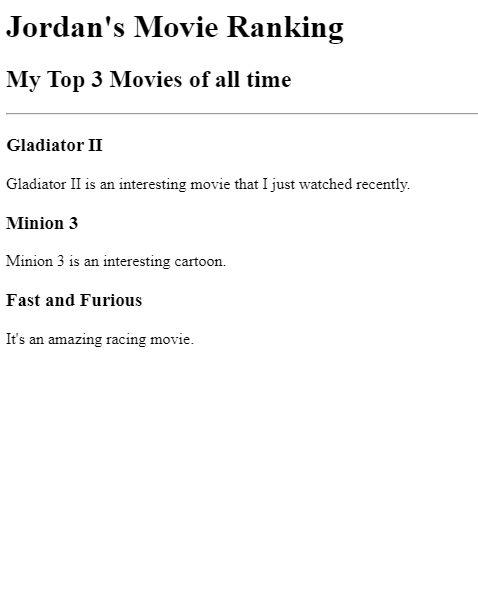 Jordan's Movie Ranking
My Top 3 Movies of all time
Gladiator II
Gladiator II is an interesting movie that I just watched recently.
Minion 3
Minion 3 is an interesting cartoon.
Fast and Furious
It's an amazing racing movie.